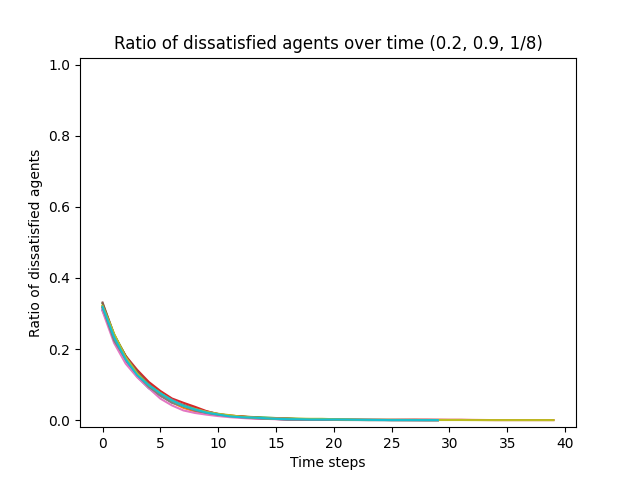 Ratio of dissatisfied agents over time (0.2, 0.9, 1/8)
1.0
0.8
0.6
0.4
0.2
0.0
Ratio of dissatisfied agents
0 5 10 15 20 25 30 35 40
Time steps